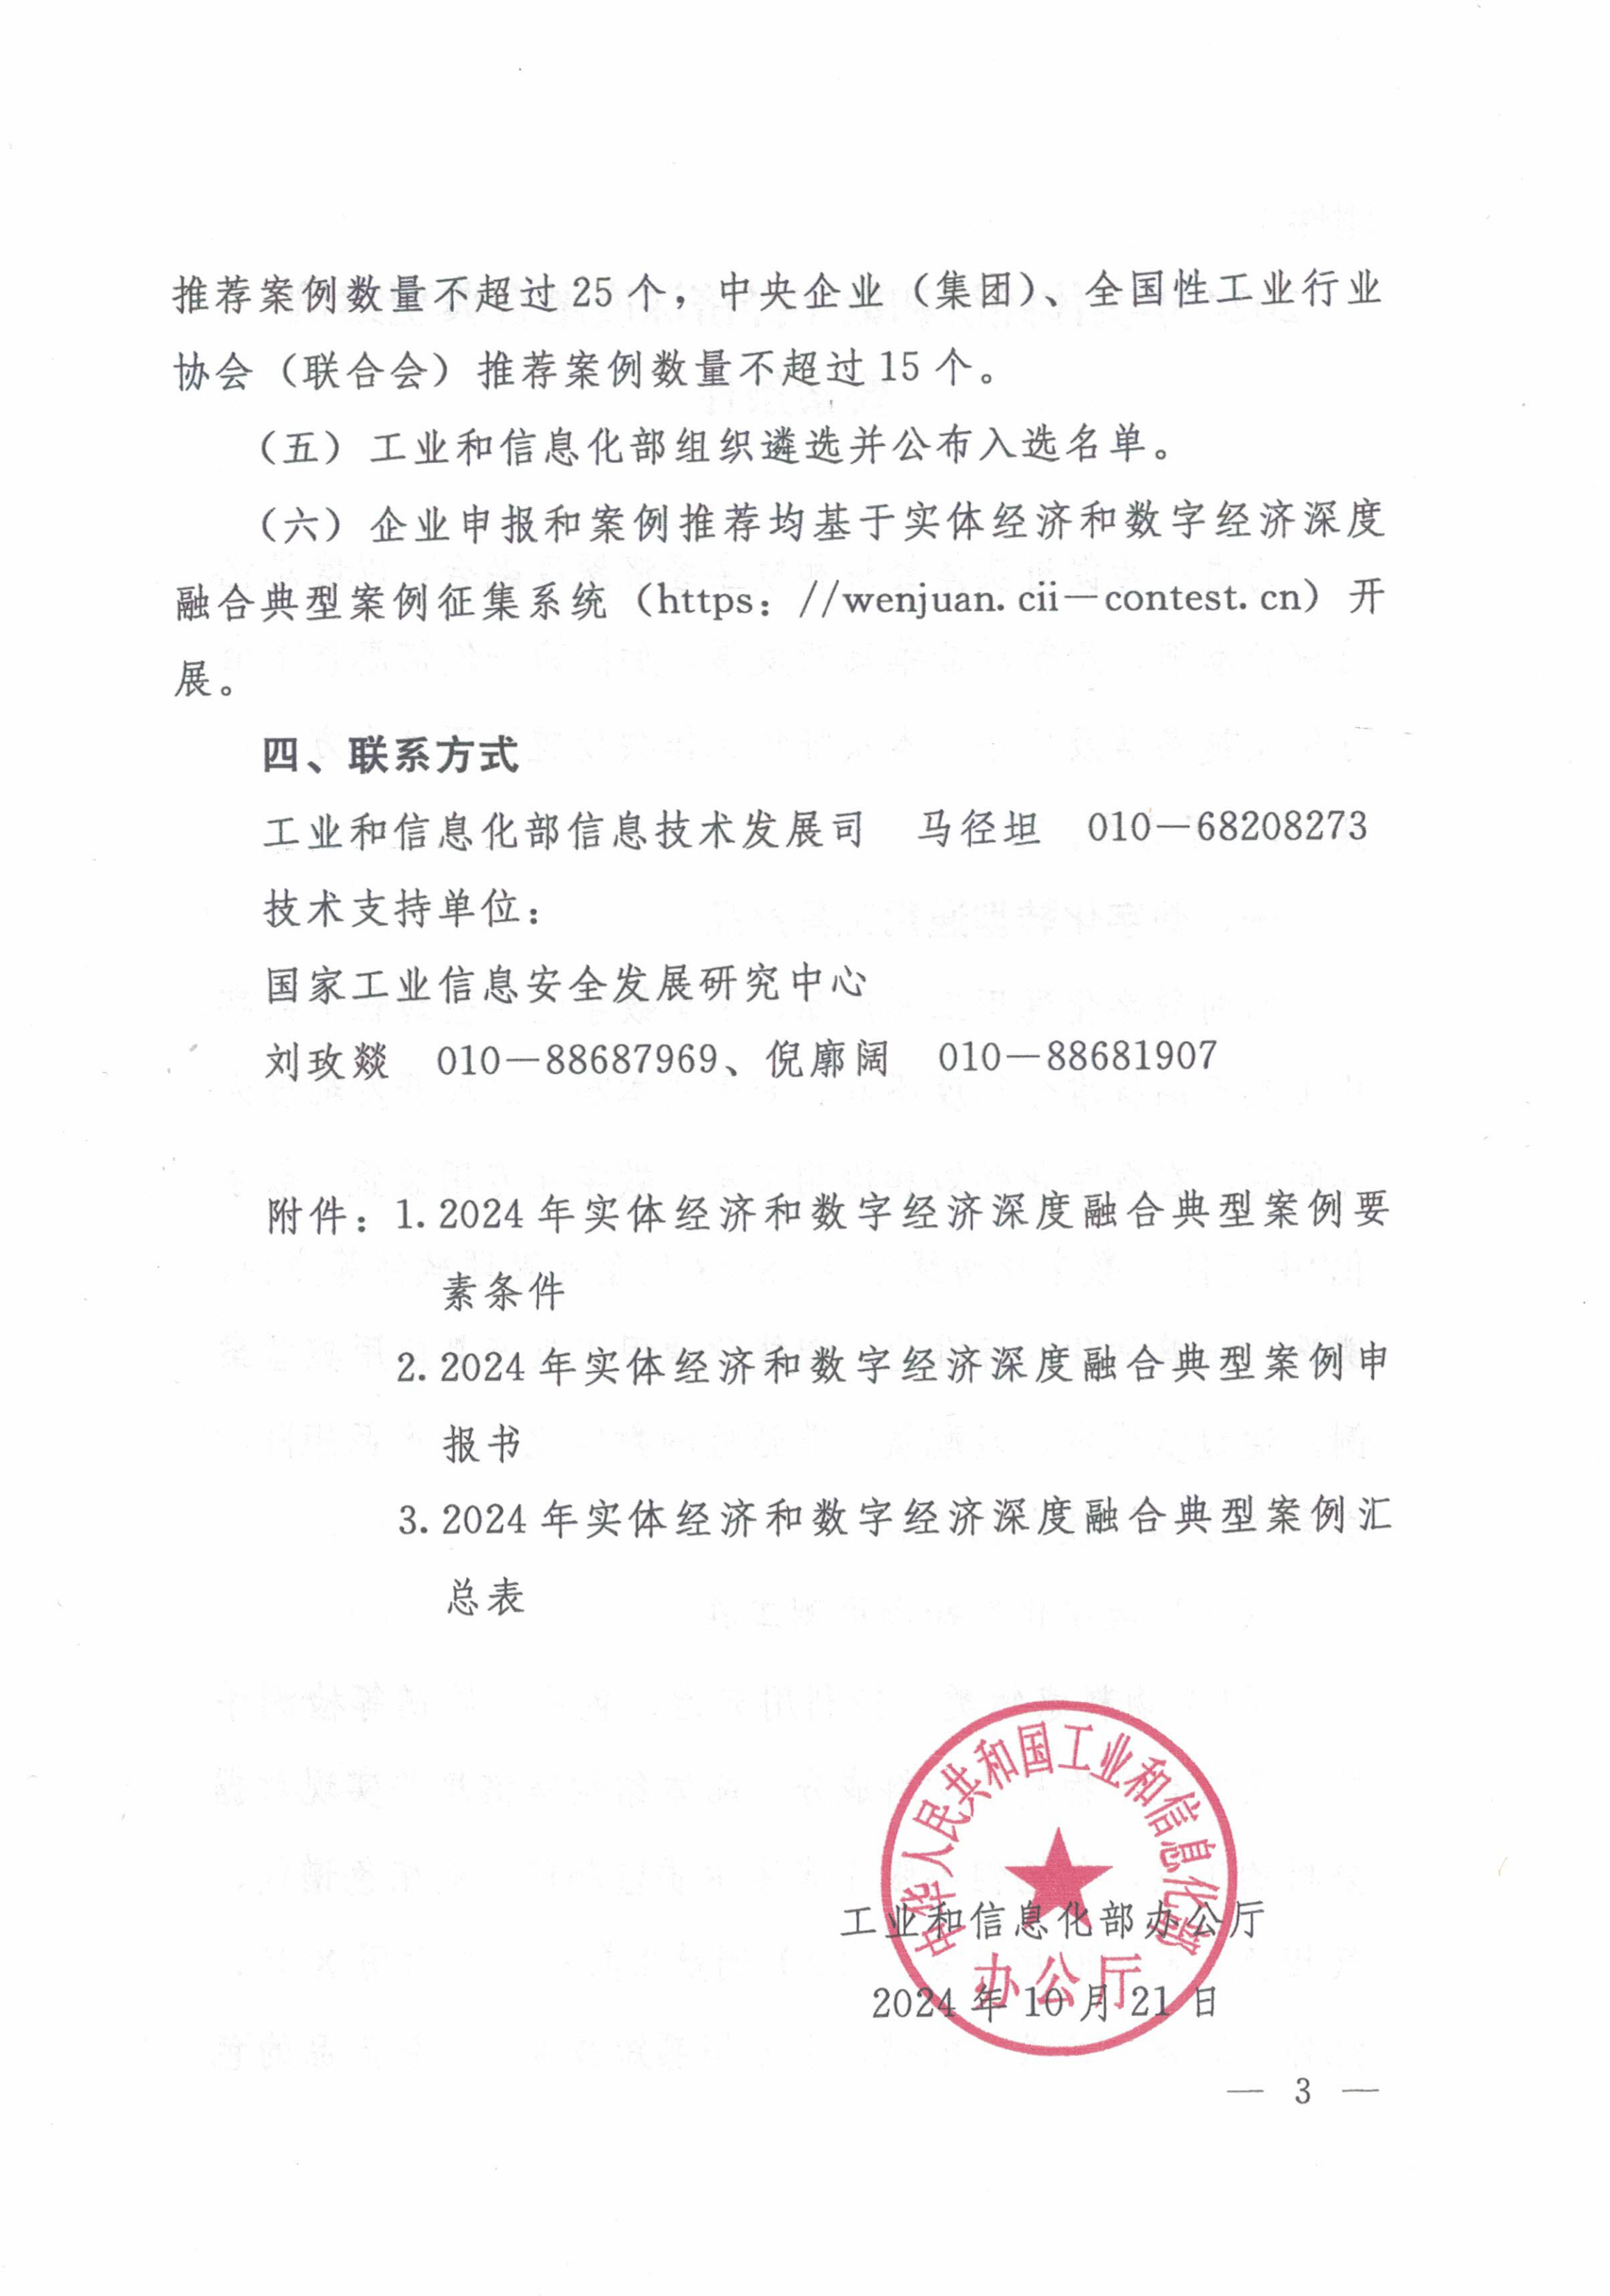 推荐案例数量不超过25个，中央企业（集团）、全国性工业行业
协会（联合会）推荐案例数量不超过15个。
（五）工业和信息化部组织遴选并公布入选名单。
（六）企业申报和案例推荐均基于实体经济和数字经济深度
融合典型案例征集系统（https：//wenjuan.cii－contest.cn）开
展。
四、联系方式
工业和信息化部信息技术发展司　马径坦　010－68208273
技术支持单位：
国家工业信息安全发展研究中心
刘玫燚　010－88687969、倪廓阔　010－88681907
附件：1.2024年实体经济和数字经济深度融合典型案例要
素条件
2.2024年实体经济和数字经济深度融合典型案例申
报书
3.2024年实体经济和数字经济深度融合典型案例汇
总表
中华人民共和国工业和信息化部
工业和信息化部办公厅
办公厅
2024年10月21日
— 3 —